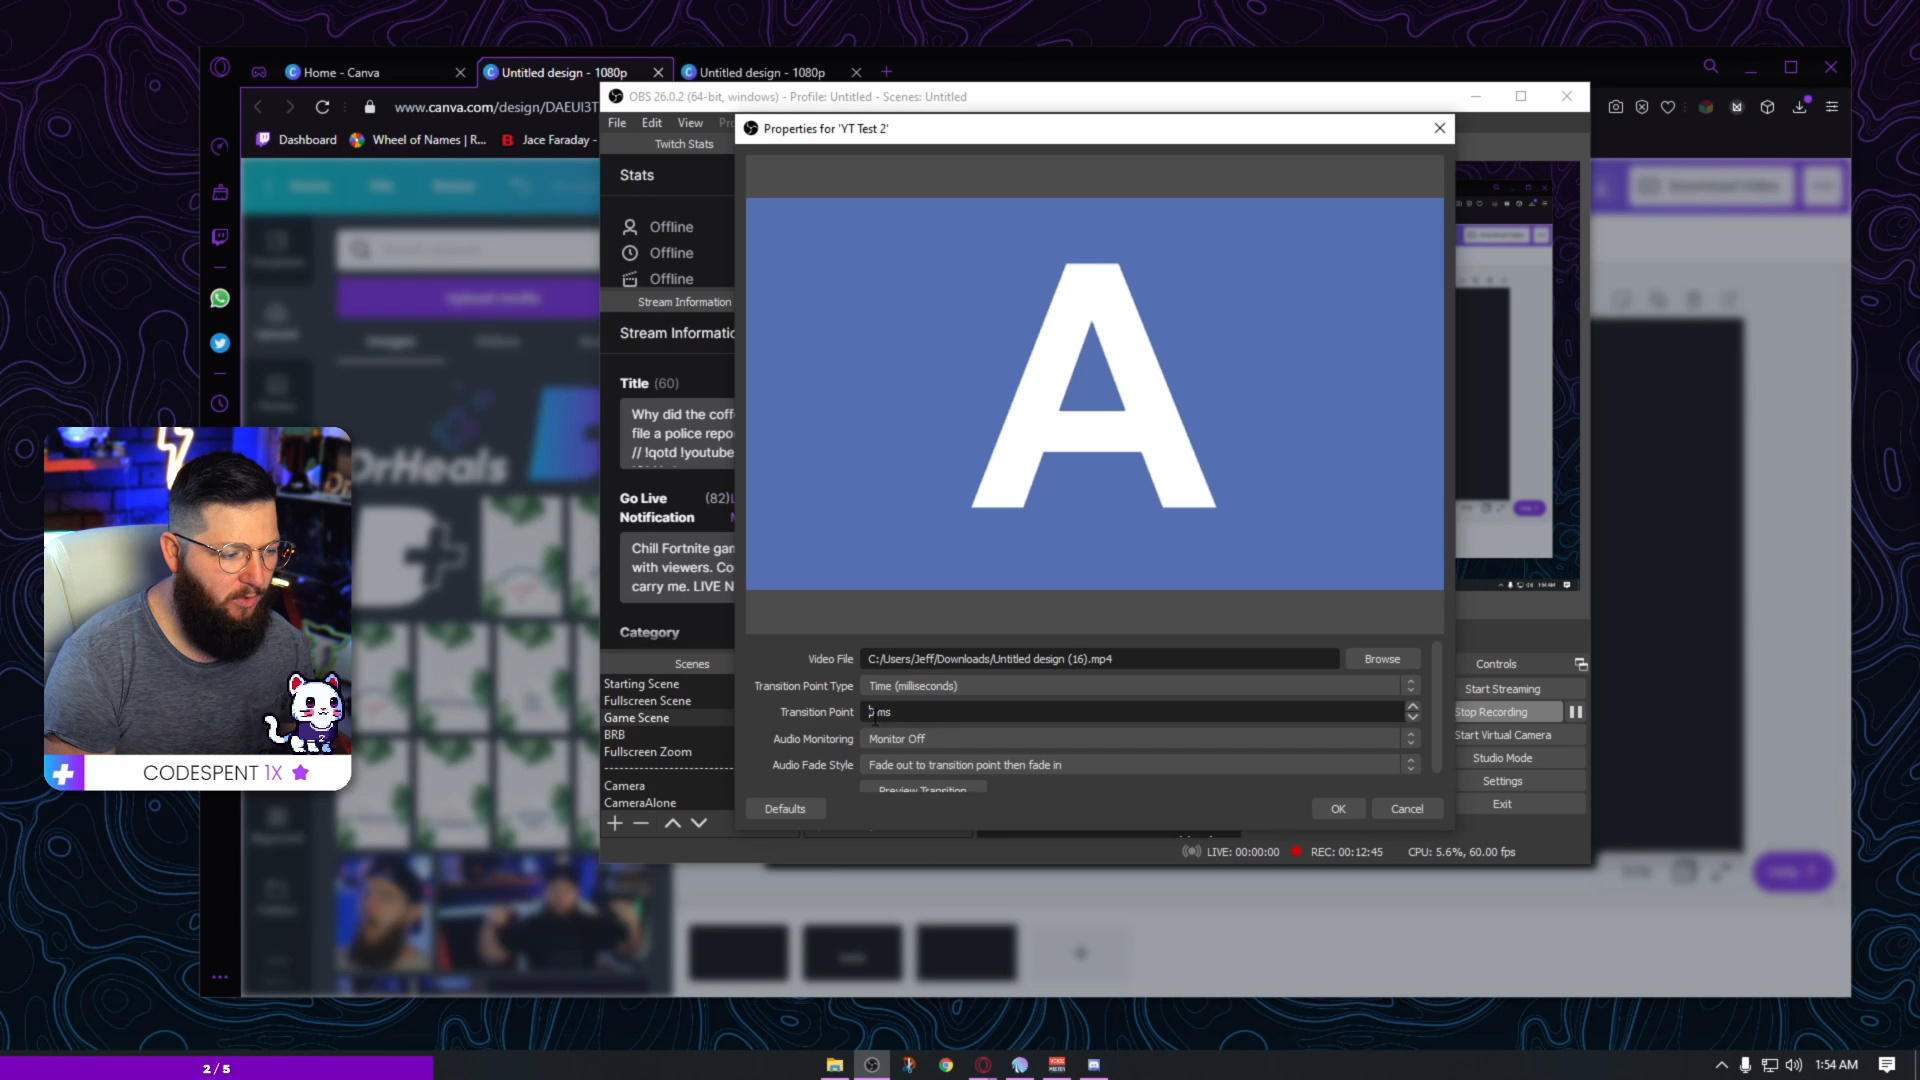 Home - Canva
Untitled design - 1080p
Untitled design - 1080p
www.canva.com/design/DAEUI3T
Dashboard
Wheel of Names | R...
Jace Faraday -
OBS 26.0.2 (64-bit, windows) - Profile: Untitled - Scenes: Untitled
File Edit View
Properties for 'YT Test 2'
Twitch Stats
Stats
Offline
Offline
Offline
Stream Information
Stream Informatio
Title (60)
Why did the coff
file a police repo
// !qotd !youtube
Go Live
Notification
(82)
Chill Fortnite gam
with viewers. Co
carry me. LIVE N
Category
A
DrHeals
Video File C:/Users/Jeff/Downloads/Untitled design (16).mp4 Browse
Transition Point Type Time (milliseconds)
Transition Point ms
Audio Monitoring Monitor Off
Audio Fade Style Fade out to transition point then fade in
Preview Transition
Defaults OK Cancel
Scenes
Starting Scene
Fullscreen Scene
Game Scene
BRB
Fullscreen Zoom
Camera
CameraAlone
Controls
Start Streaming
Stop Recording
Start Virtual Camera
Studio Mode
Settings
Exit
LIVE: 00:00:00 REC: 00:12:45 CPU: 5.6%, 60.00 fps
CODESPENT 1X
2 / 5
1:54 AM